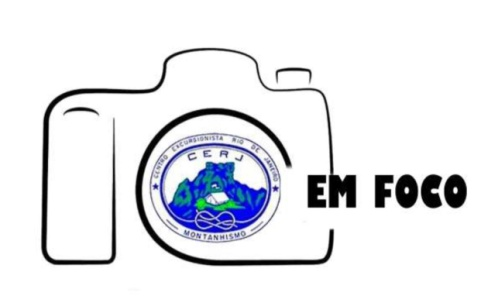 CENTRO EXCURSIONISTA RIO DE JANEIRO
CERJ
MONTANHISMO
EM FOCO